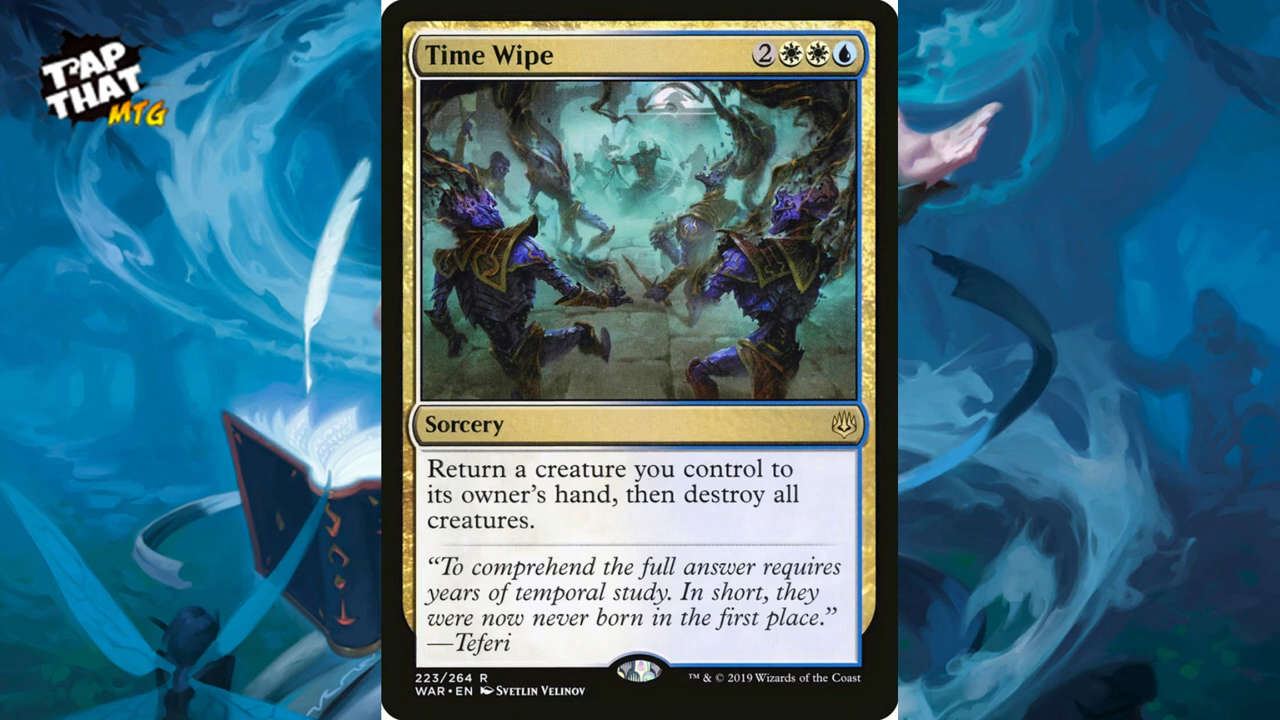 TAP
THAT
MTG
Time Wipe 2
Sorcery
Return a creature you control to
its owner’s hand, then destroy all
creatures.
“To comprehend the full answer requires
years of temporal study. In short, they
were now never born in the first place.”
—Teferi
223/264 R
WAR • EN Svetlin Velinov
™ & © 2019 Wizards of the Coast